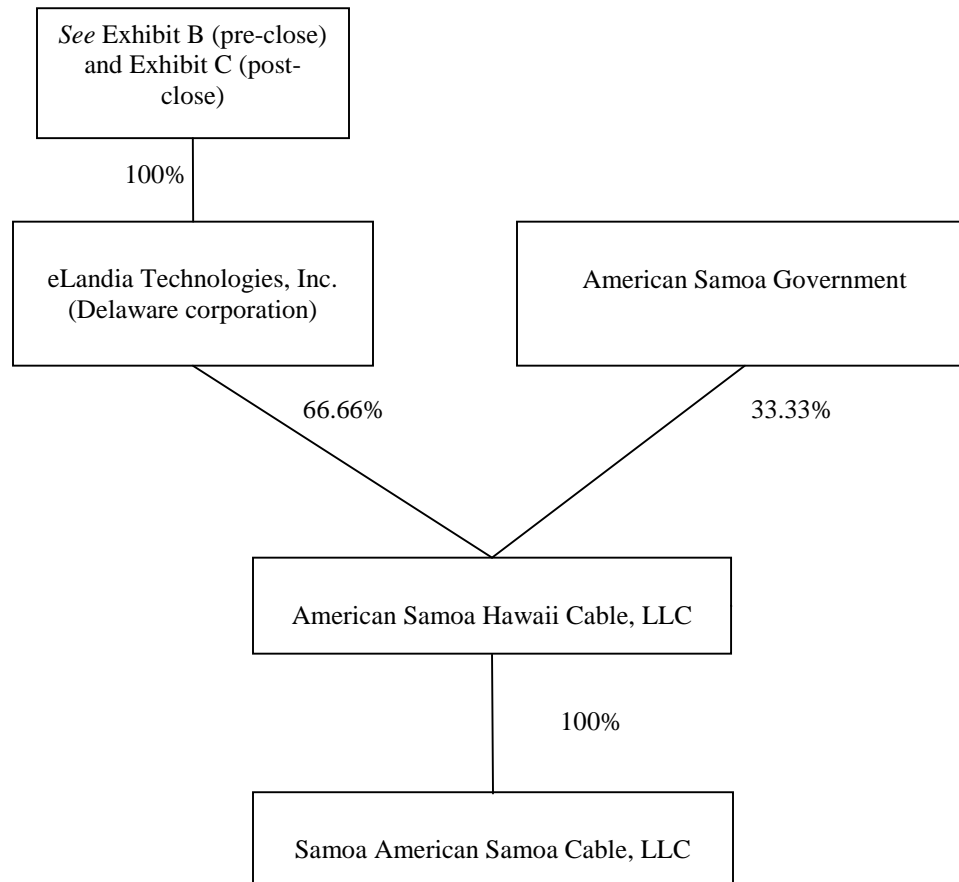 See Exhibit B (pre-close)
and Exhibit C (post-
close)
100%
eLandia Technologies, Inc.
(Delaware corporation)
American Samoa Government
66.66%
33.33%
American Samoa Hawaii Cable, LLC
100%
Samoa American Samoa Cable, LLC